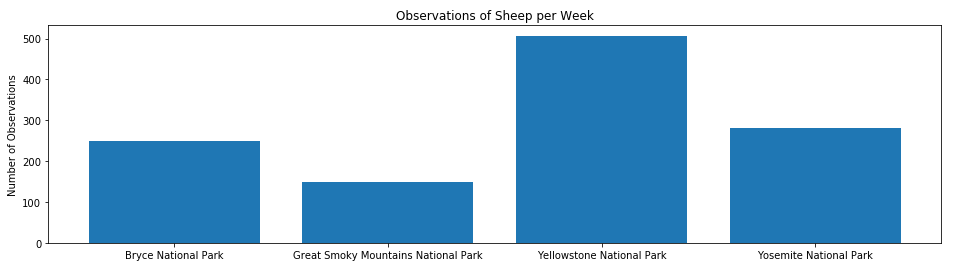 Observations of Sheep per Week
Number of Observations
500
400
300
200
100
0
Bryce National Park
Great Smoky Mountains National Park
Yellowstone National Park
Yosemite National Park